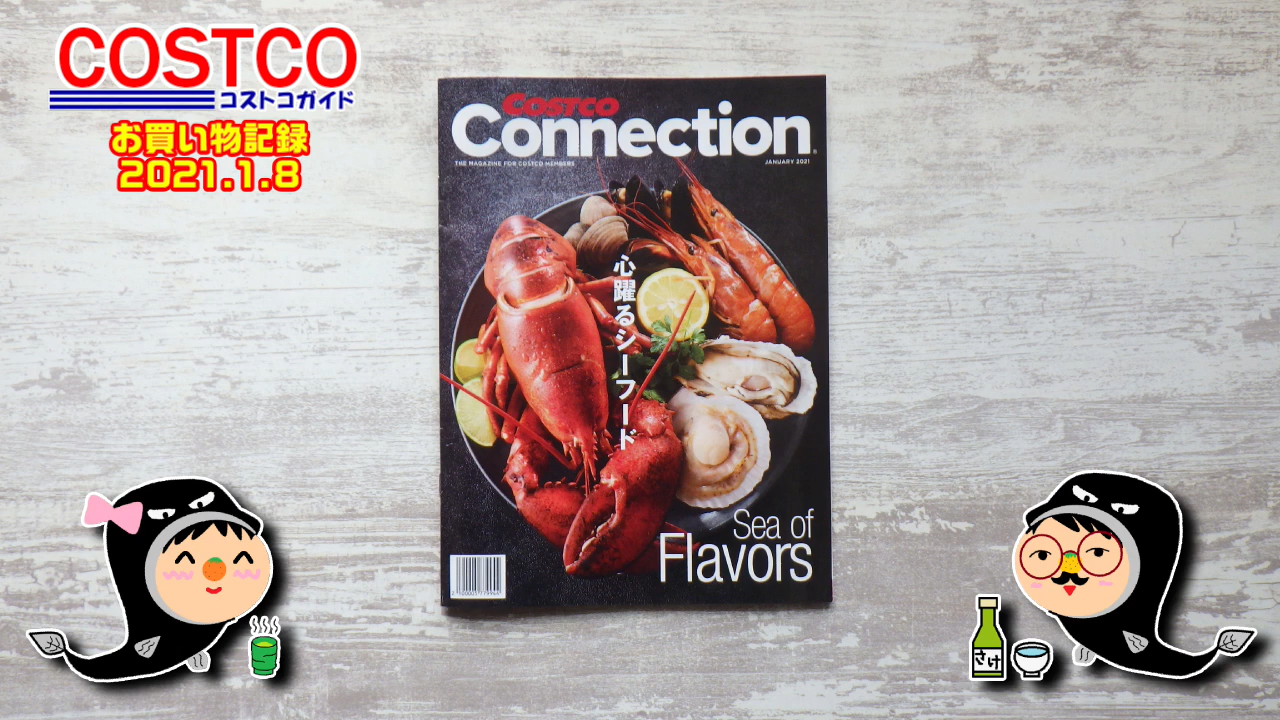 COSTCO
コストコガイド
お買い物記録
2021.1.8
COSTCO
Connection
THE MAGAZINE FOR COSTCO MEMBERS
JANUARY 2021
心躍るシーフード
Sea of
Flavors
さけ